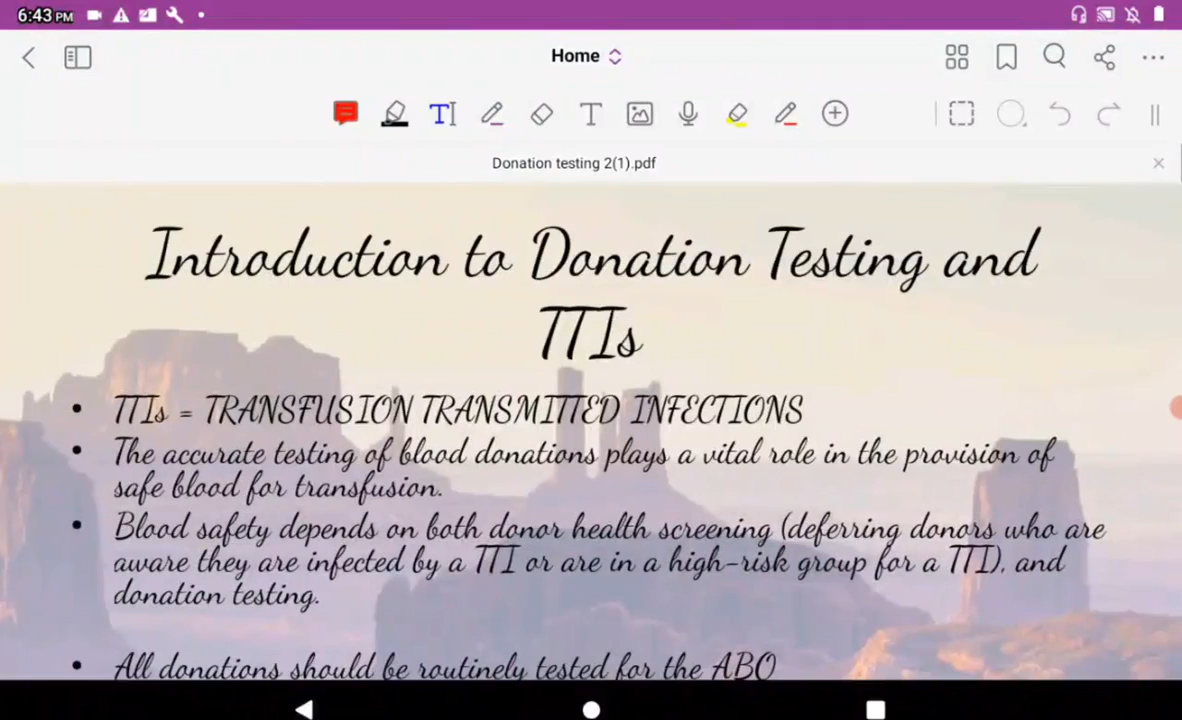 6:43 PM
Home
Donation testing 2(1).pdf
Introduction to Donation Testing and
TTIs
• TTIs = TRANSFUSION TRANSMITTED INFECTIONS
• The accurate testing of blood donations plays a vital role in the provision of
safe blood for transfusion.
• Blood safety depends on both donor health screening (deferring donors who are
aware they are infected by a TTI or are in a high-risk group for a TTI), and
donation testing.
• All donations should be routinely tested for the ABO